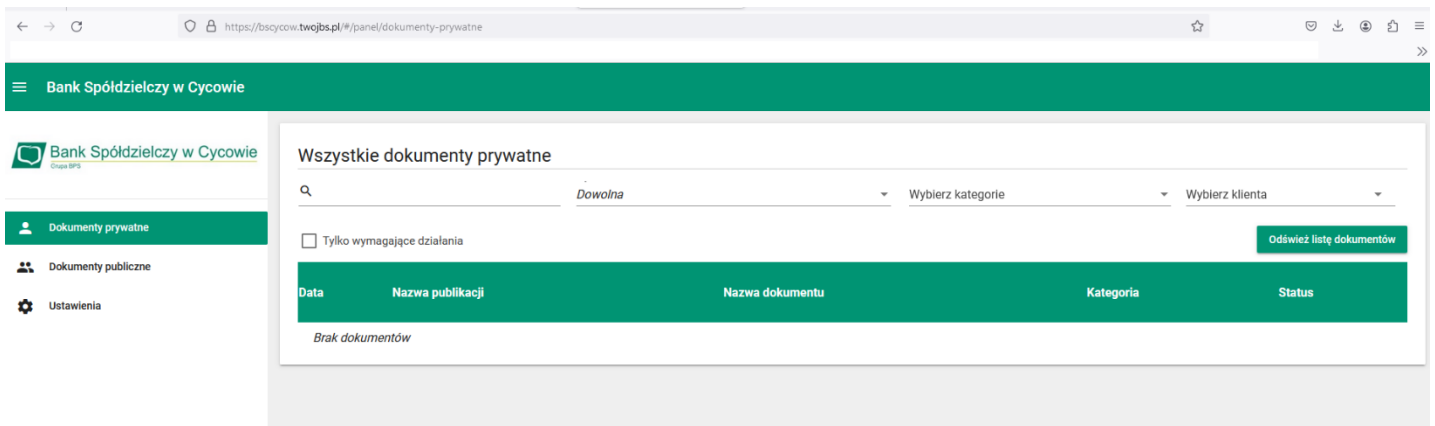 https://bscycow.twojbs.pl/#/panel/dokumenty-prywatne
Bank Spółdzielczy w Cycowie
Bank Spółdzielczy w Cycowie
Grupa BPS
Dokumenty prywatne
Dokumenty publiczne
Ustawienia
Wszystkie dokumenty prywatne
Dowolna Wybierz kategorie Wybierz klienta
Tylko wymagające działania Odśwież listę dokumentów
Data Nazwa publikacji Nazwa dokumentu Kategoria Status
Brak dokumentów